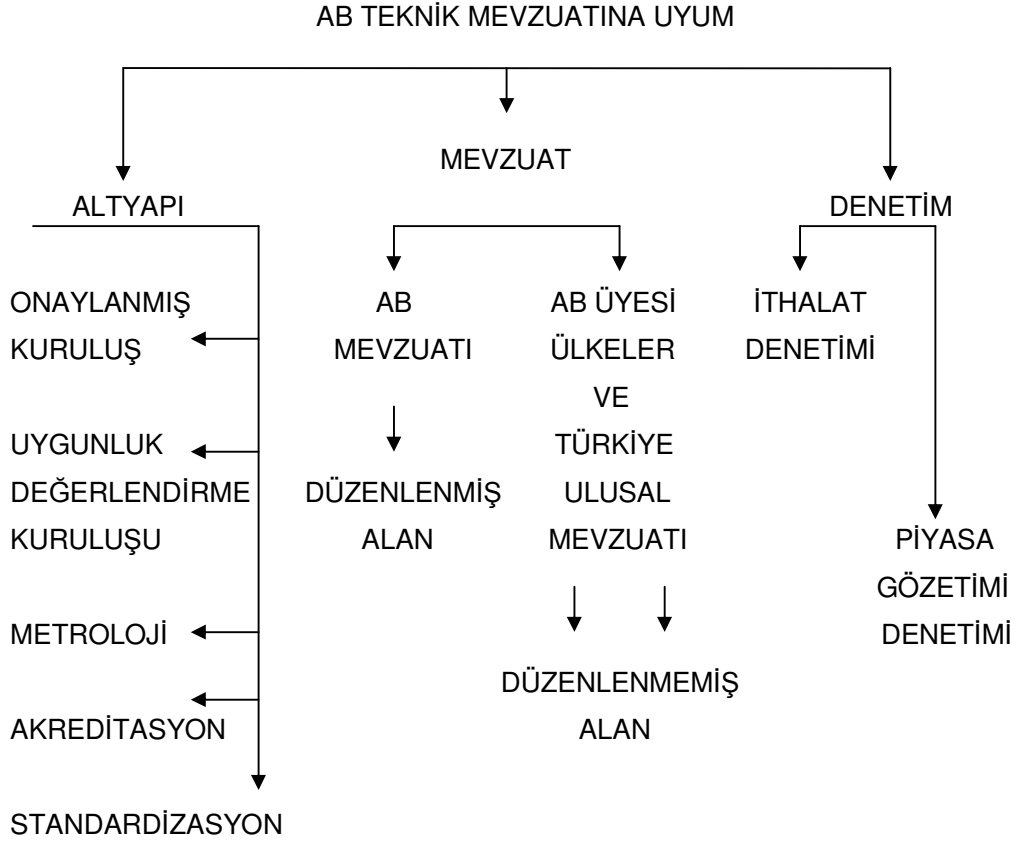 AB TEKNİK MEVZUATINA UYUM
MEVZUAT
ALTYAPI
DENETİM
ONAYLANMIŞ
KURULUŞ
UYGUNLUK
DEĞERLENDİRME
KURULUŞU
METROLOJİ
AKREDİTASYON
STANDARDİZASYON
AB
MEVZUATI
DÜZENLENMİŞ
ALAN
AB ÜYESİ
ÜLKELER
VE
TÜRKİYE
ULUSAL
MEVZUATI
DÜZENLENMEMİŞ
ALAN
İTHALAT
DENETİMİ
PİYASA
GÖZETİMİ
DENETİMİ